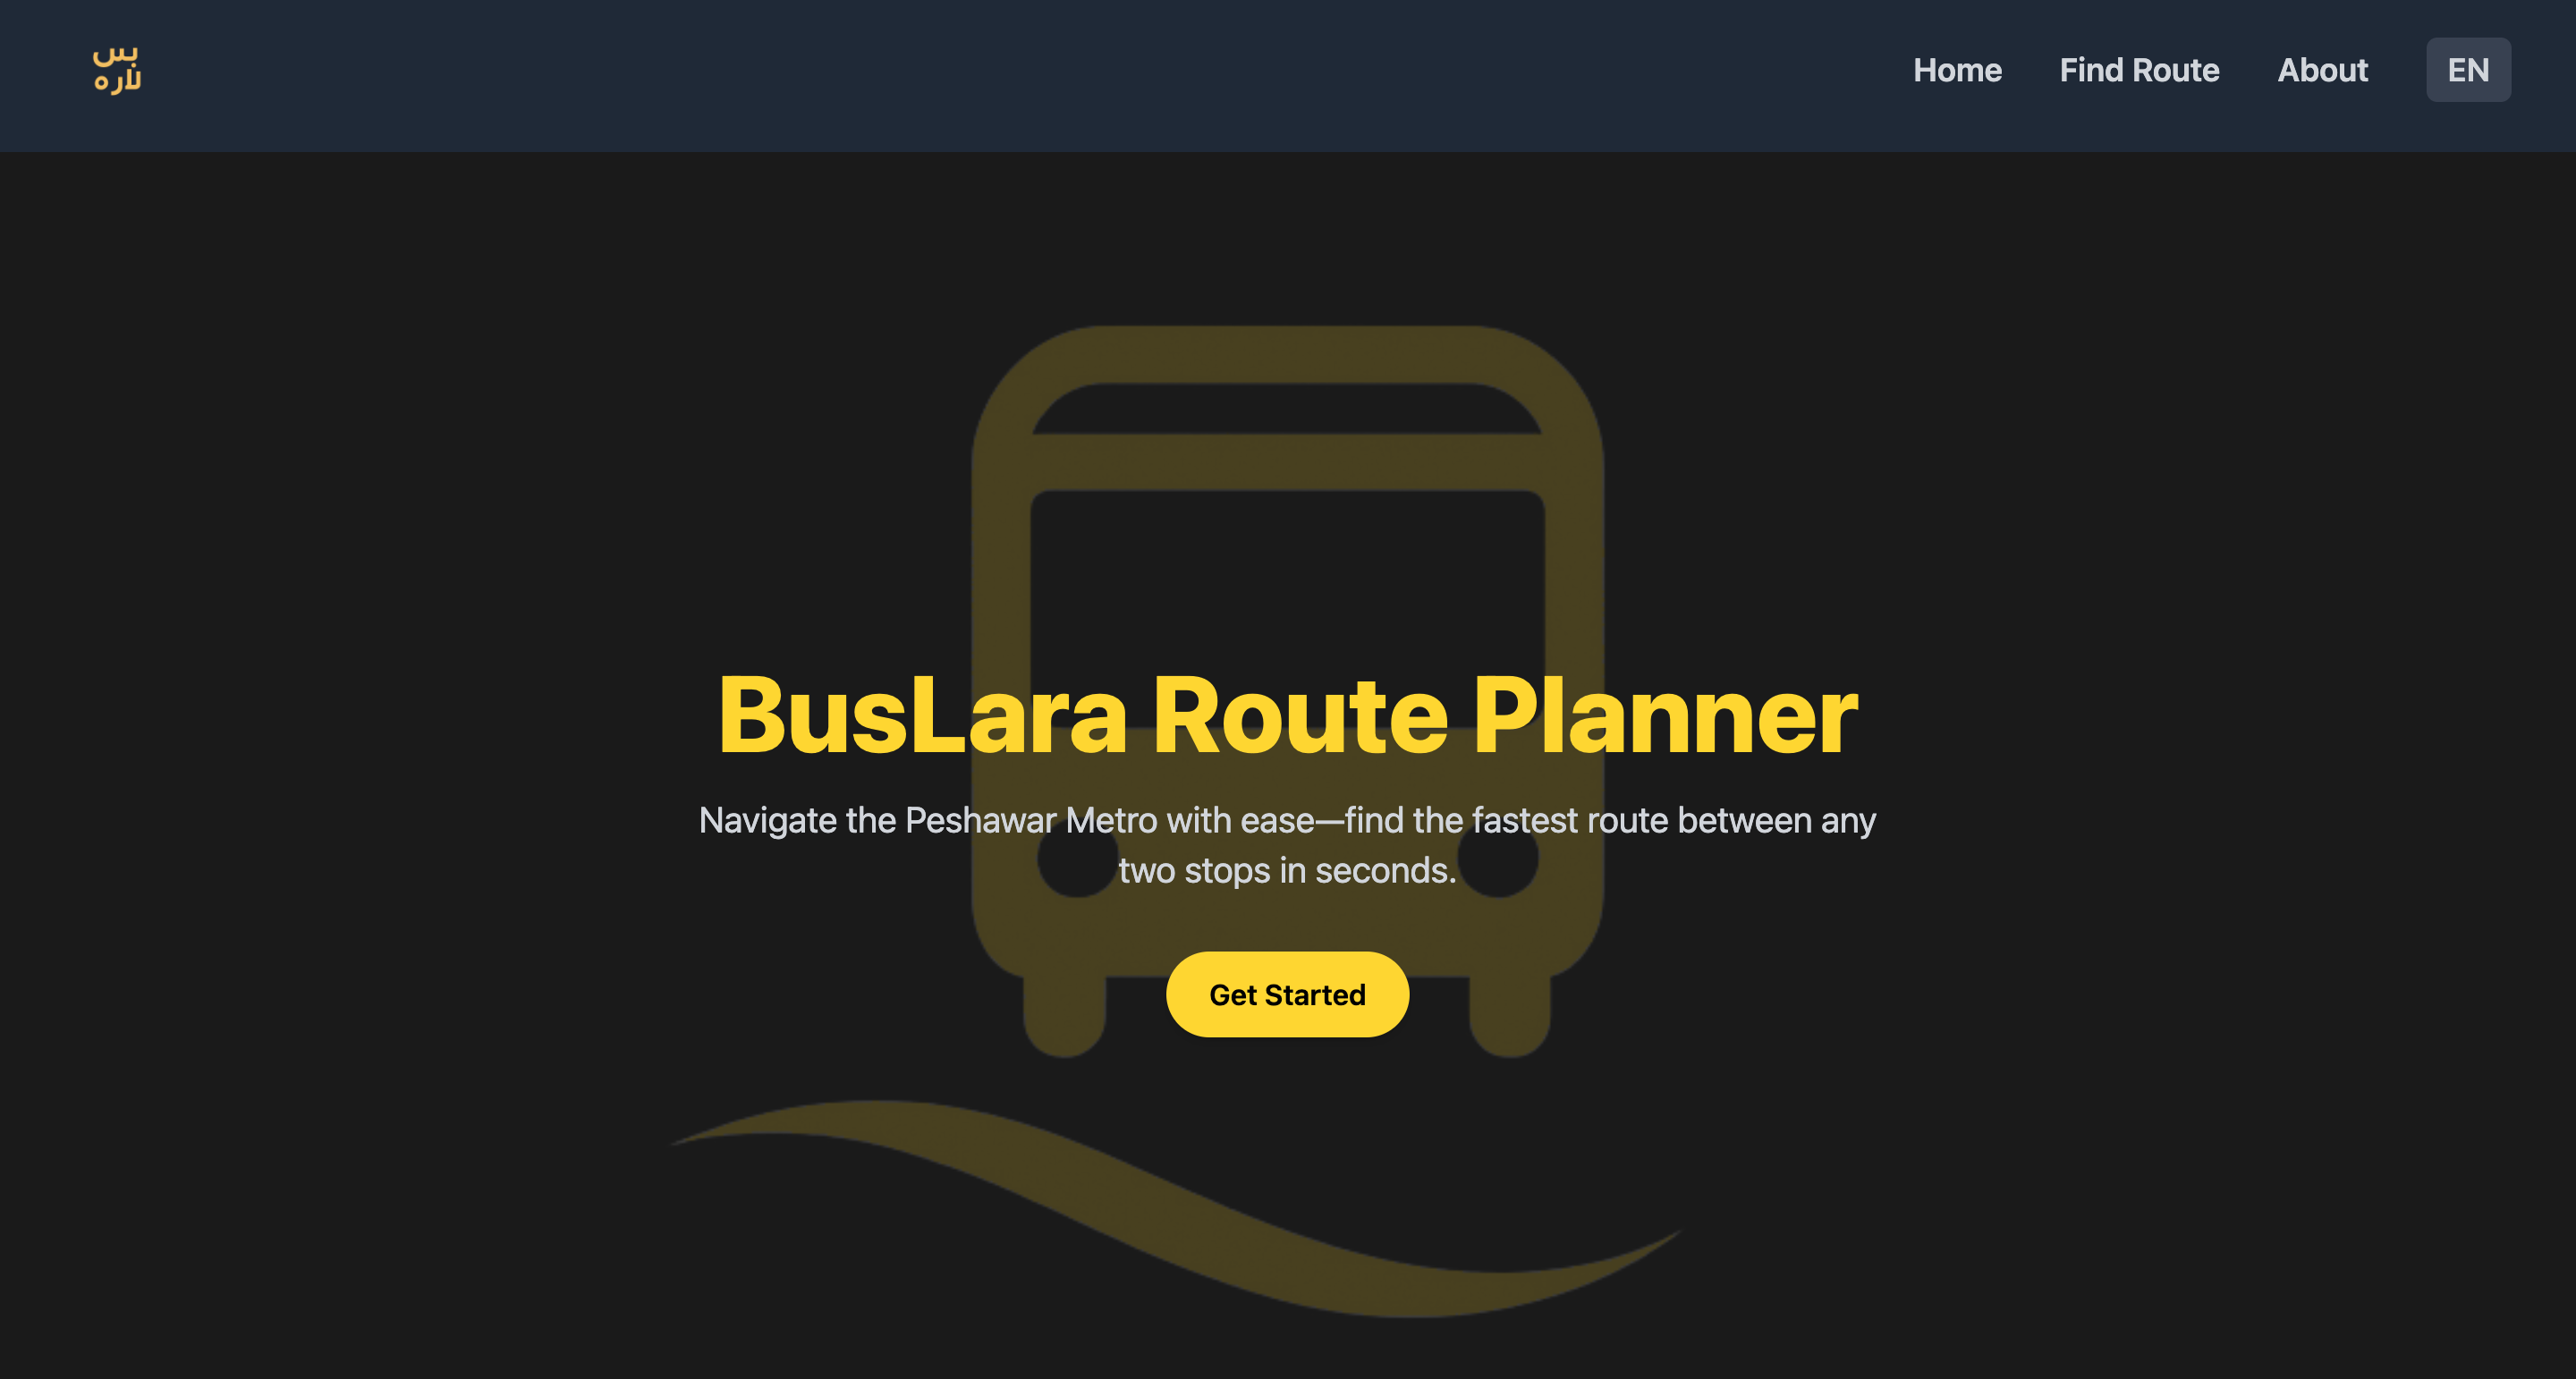 بس
لاره
Home
Find Route
About
EN
BusLara Route Planner
Navigate the Peshawar Metro with ease—find the fastest route between any
two stops in seconds.
Get Started